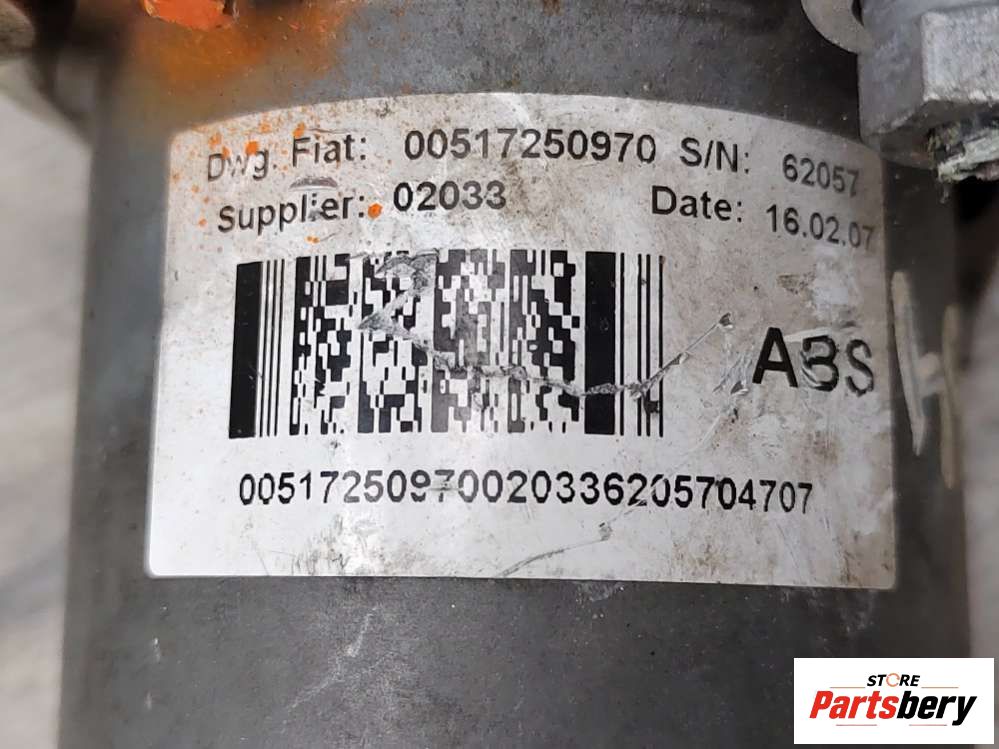 Dwg. Fiat: 00517250970 S/N: 62057
Supplier: 02033 Date: 16.02.07
ABS
00517250970020336205704707
STORE
Partsbery